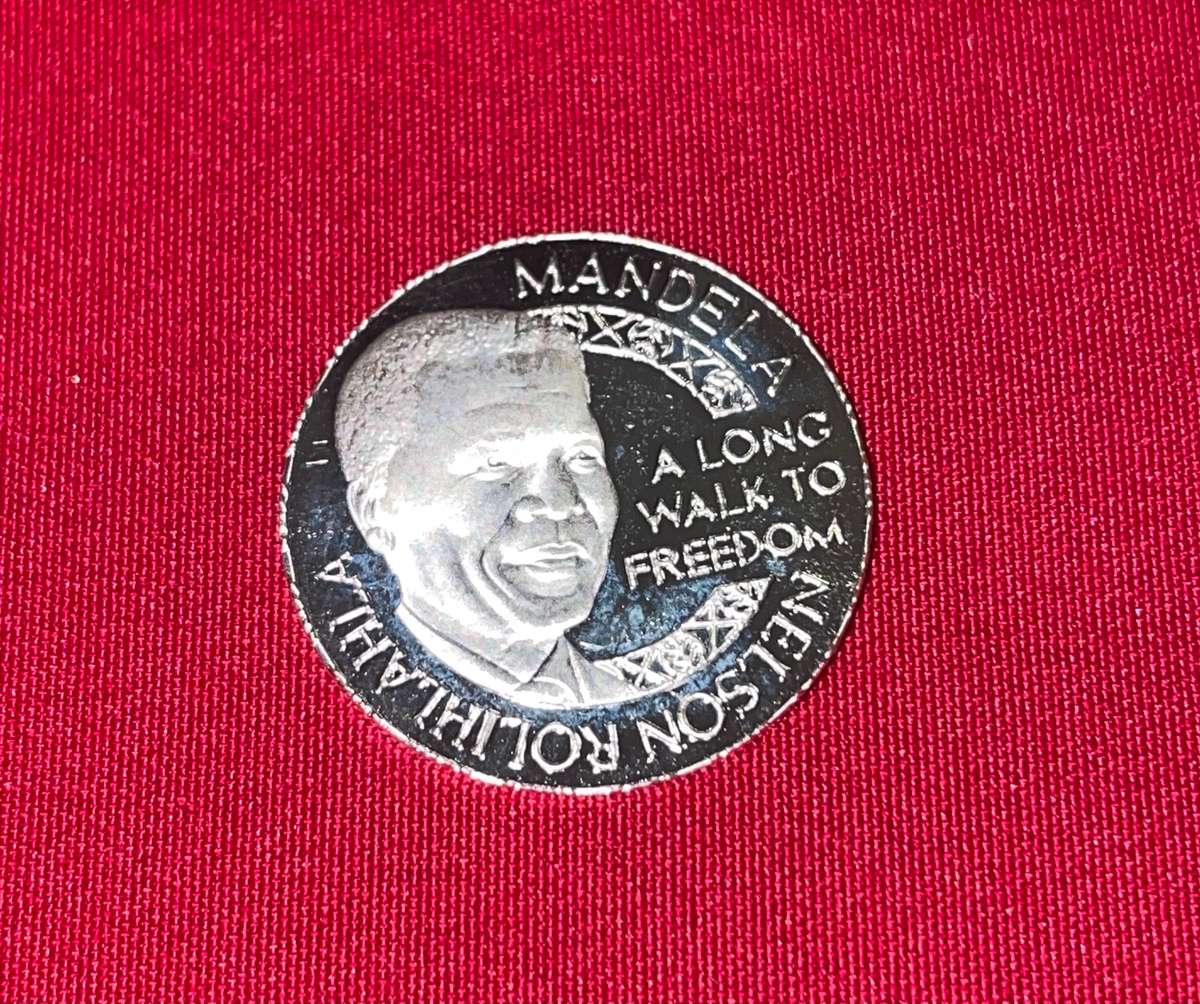 NELSON ROLIHLAHLA
MANDELA
A LONG
WALK TO
FREEDOM